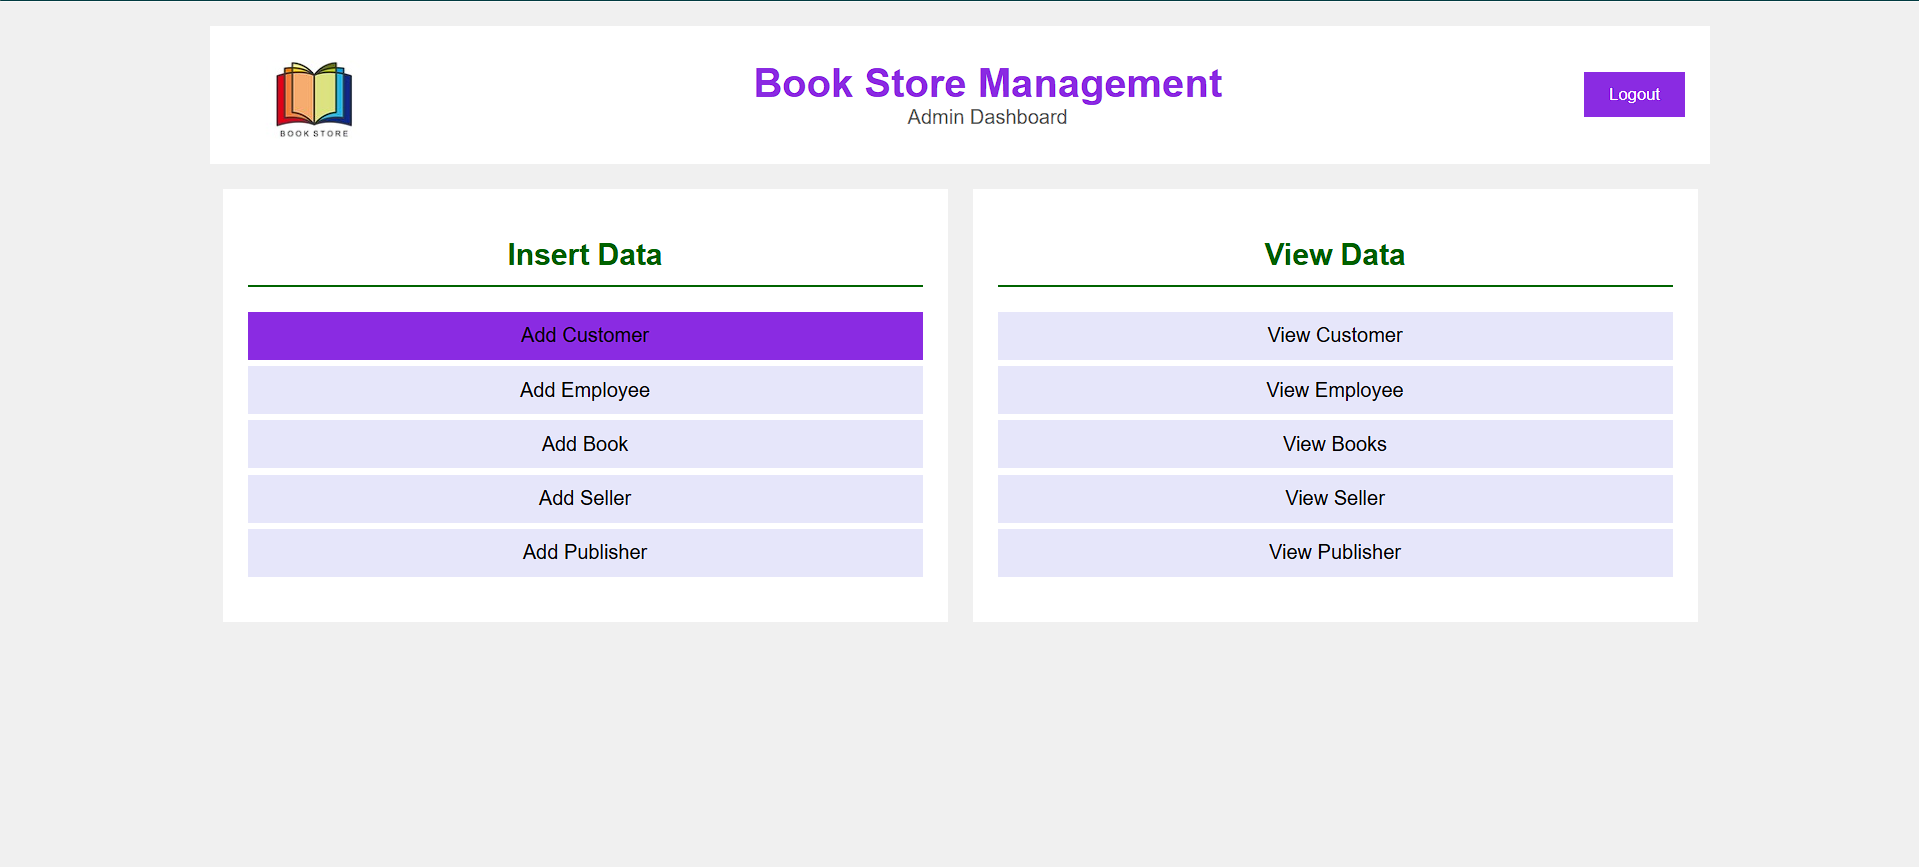 BOOK STORE
Book Store Management
Admin Dashboard
Logout
Insert Data
Add Customer
Add Employee
Add Book
Add Seller
Add Publisher
View Data
View Customer
View Employee
View Books
View Seller
View Publisher